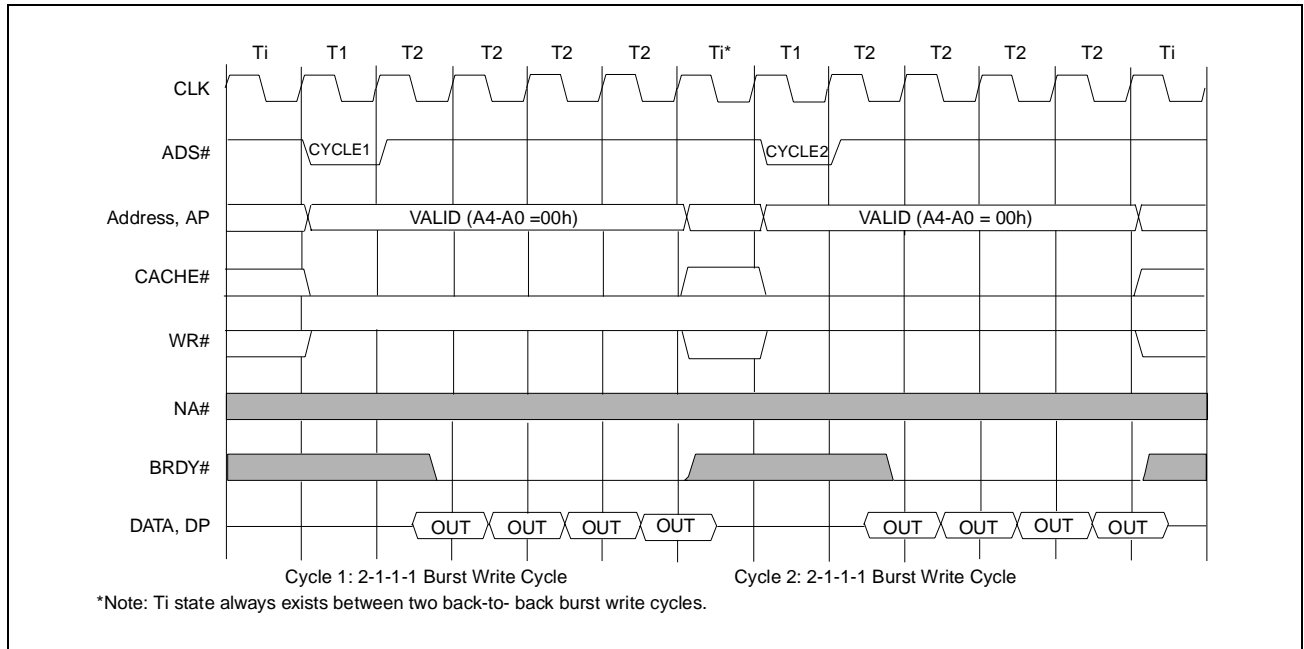 Ti T1 T2 T2 T2 T2 Ti* T1 T2 T2 T2 T2 Ti
CLK
ADS# CYCLE1 CYCLE2
Address, AP VALID (A4-A0 =00h) VALID (A4-A0 = 00h)
CACHE#
WR#
NA#
BRDY#
DATA, DP OUT OUT OUT OUT OUT OUT OUT OUT
Cycle 1: 2-1-1-1 Burst Write Cycle Cycle 2: 2-1-1-1 Burst Write Cycle
*Note: Ti state always exists between two back-to- back burst write cycles.